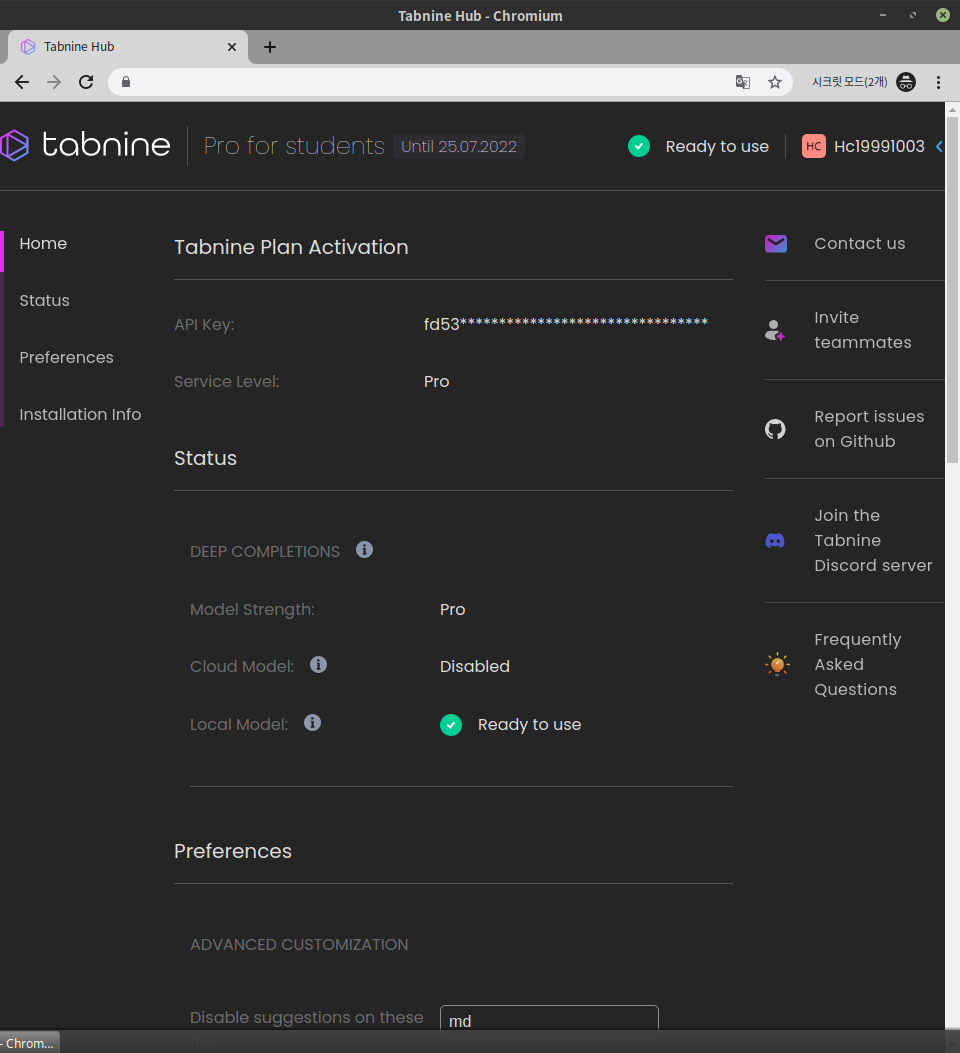 Tabnine Hub - Chromium
Tabnine Hub
시크릿 모드(2개)
tabnine
Pro for students
Until 25.07.2022
Ready to use
HC
Hc19991003
Home
Status
Preferences
Installation Info
Tabnine Plan Activation
API Key:
fd53********************************
Service Level:
Pro
Status
DEEP COMPLETIONS
Model Strength:
Pro
Cloud Model:
Disabled
Local Model:
Ready to use
Preferences
ADVANCED CUSTOMIZATION
Disable suggestions on these
md
Contact us
Invite
teammates
Report issues
on Github
Join the
Tabnine
Discord server
Frequently
Asked
Questions
- Chrom...